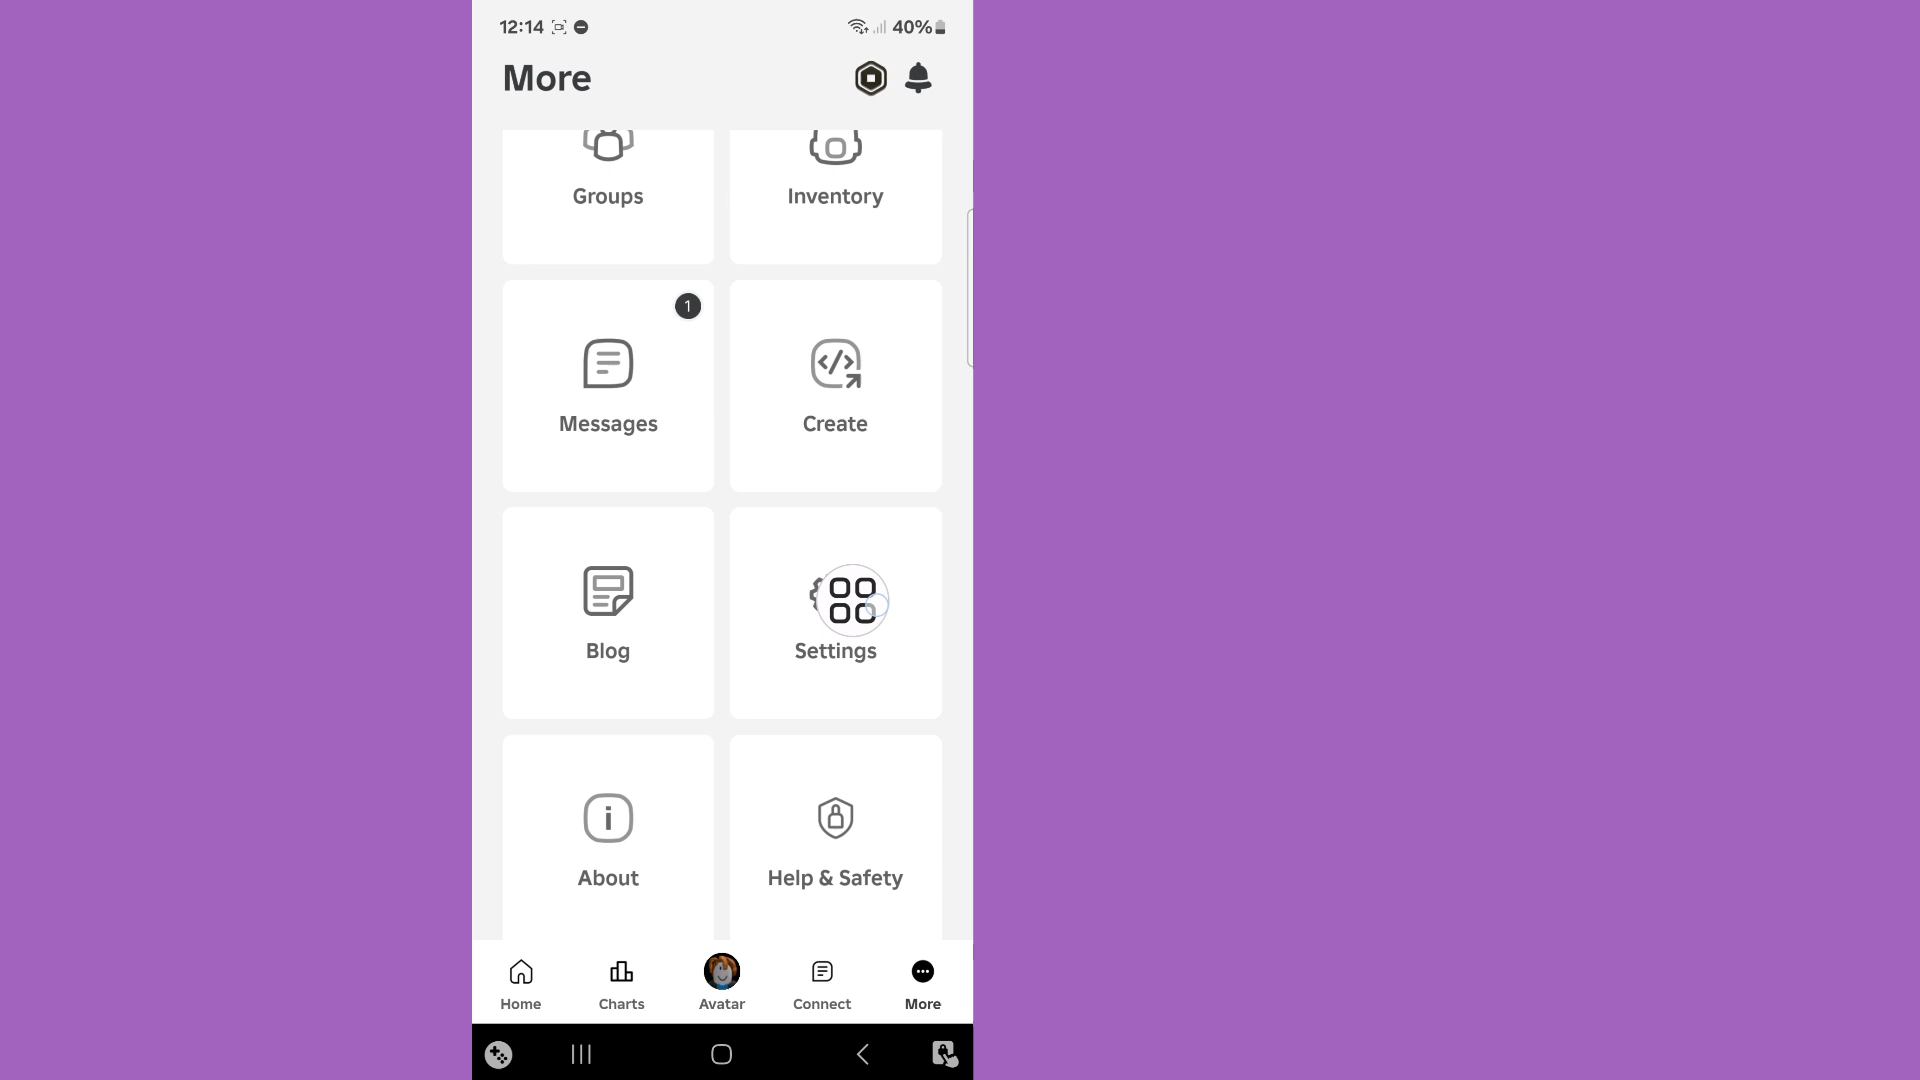 12:14
40%
More
Groups
Inventory
1
Messages
Create
Blog
Settings
About
Help & Safety
Home
Charts
Avatar
Connect
More